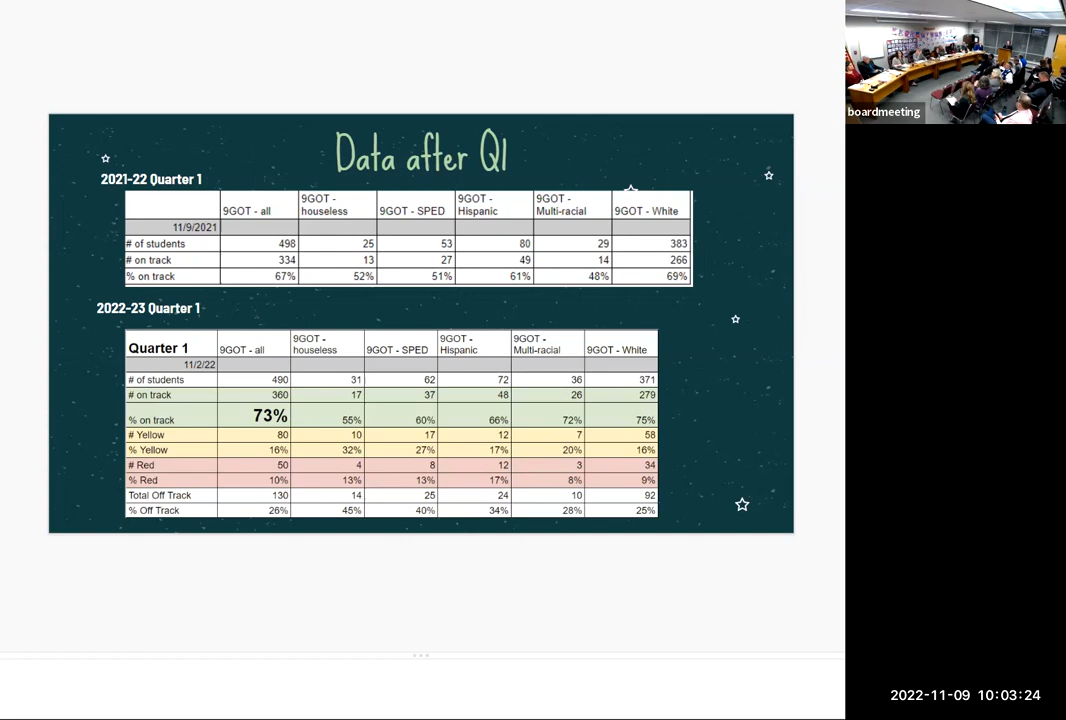 boardmeeting
Data after Q1
2021-22 Quarter 1
9GOT - all 9GOT - houseless 9GOT - SPED 9GOT - Hispanic 9GOT - Multi-racial 9GOT - White
11/9/2021
# of students 498 25 53 80 29 383
# on track 334 13 27 49 14 266
% on track 67% 52% 51% 61% 48% 69%
2022-23 Quarter 1
Quarter 1 9GOT - all 9GOT - houseless 9GOT - SPED 9GOT - Hispanic 9GOT - Multi-racial 9GOT - White
11/2/22
# of students 490 31 62 72 36 371
# on track 360 17 37 48 26 279
% on track 73% 55% 60% 66% 72% 75%
# Yellow 80 10 17 12 7 58
% Yellow 16% 32% 27% 17% 20% 16%
# Red 50 4 8 12 3 34
% Red 10% 13% 13% 17% 8% 9%
Total Off Track 130 14 25 24 10 92
% Off Track 26% 45% 40% 34% 28% 25%
2022-11-09 10:03:24